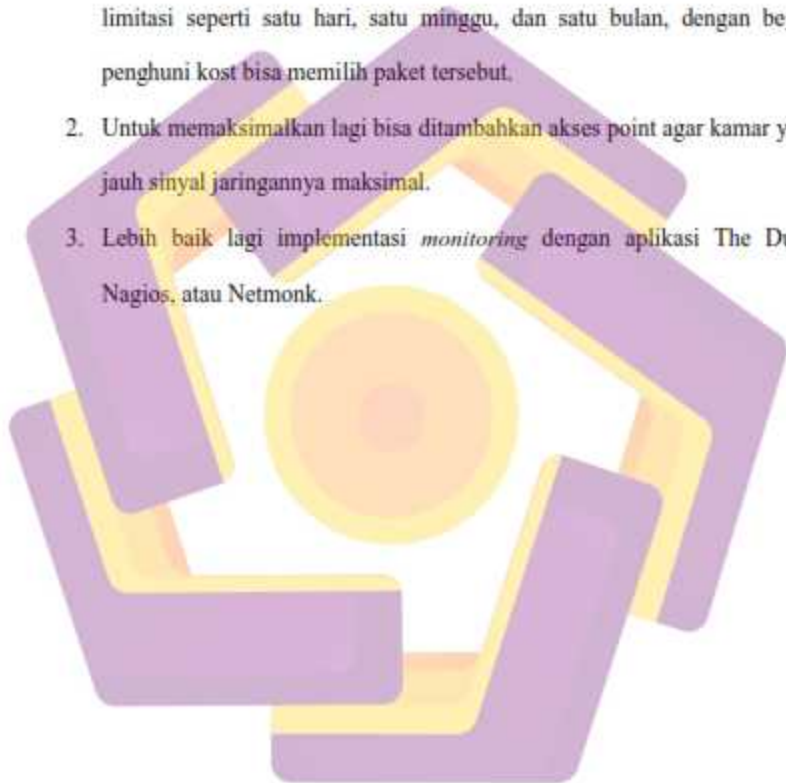 limitasi seperti satu hari, satu minggu, dan satu bulan, dengan
penghuni kost bisa memilih paket tersebut.
2. Untuk memaksimalkan lagi bisa ditambahkan akses point agar kamar
jauh sinyal jaringannya maksimal.
3. Lebih baik lagi implementasi monitoring dengan aplikasi The
Nagios, atau Netmonk.